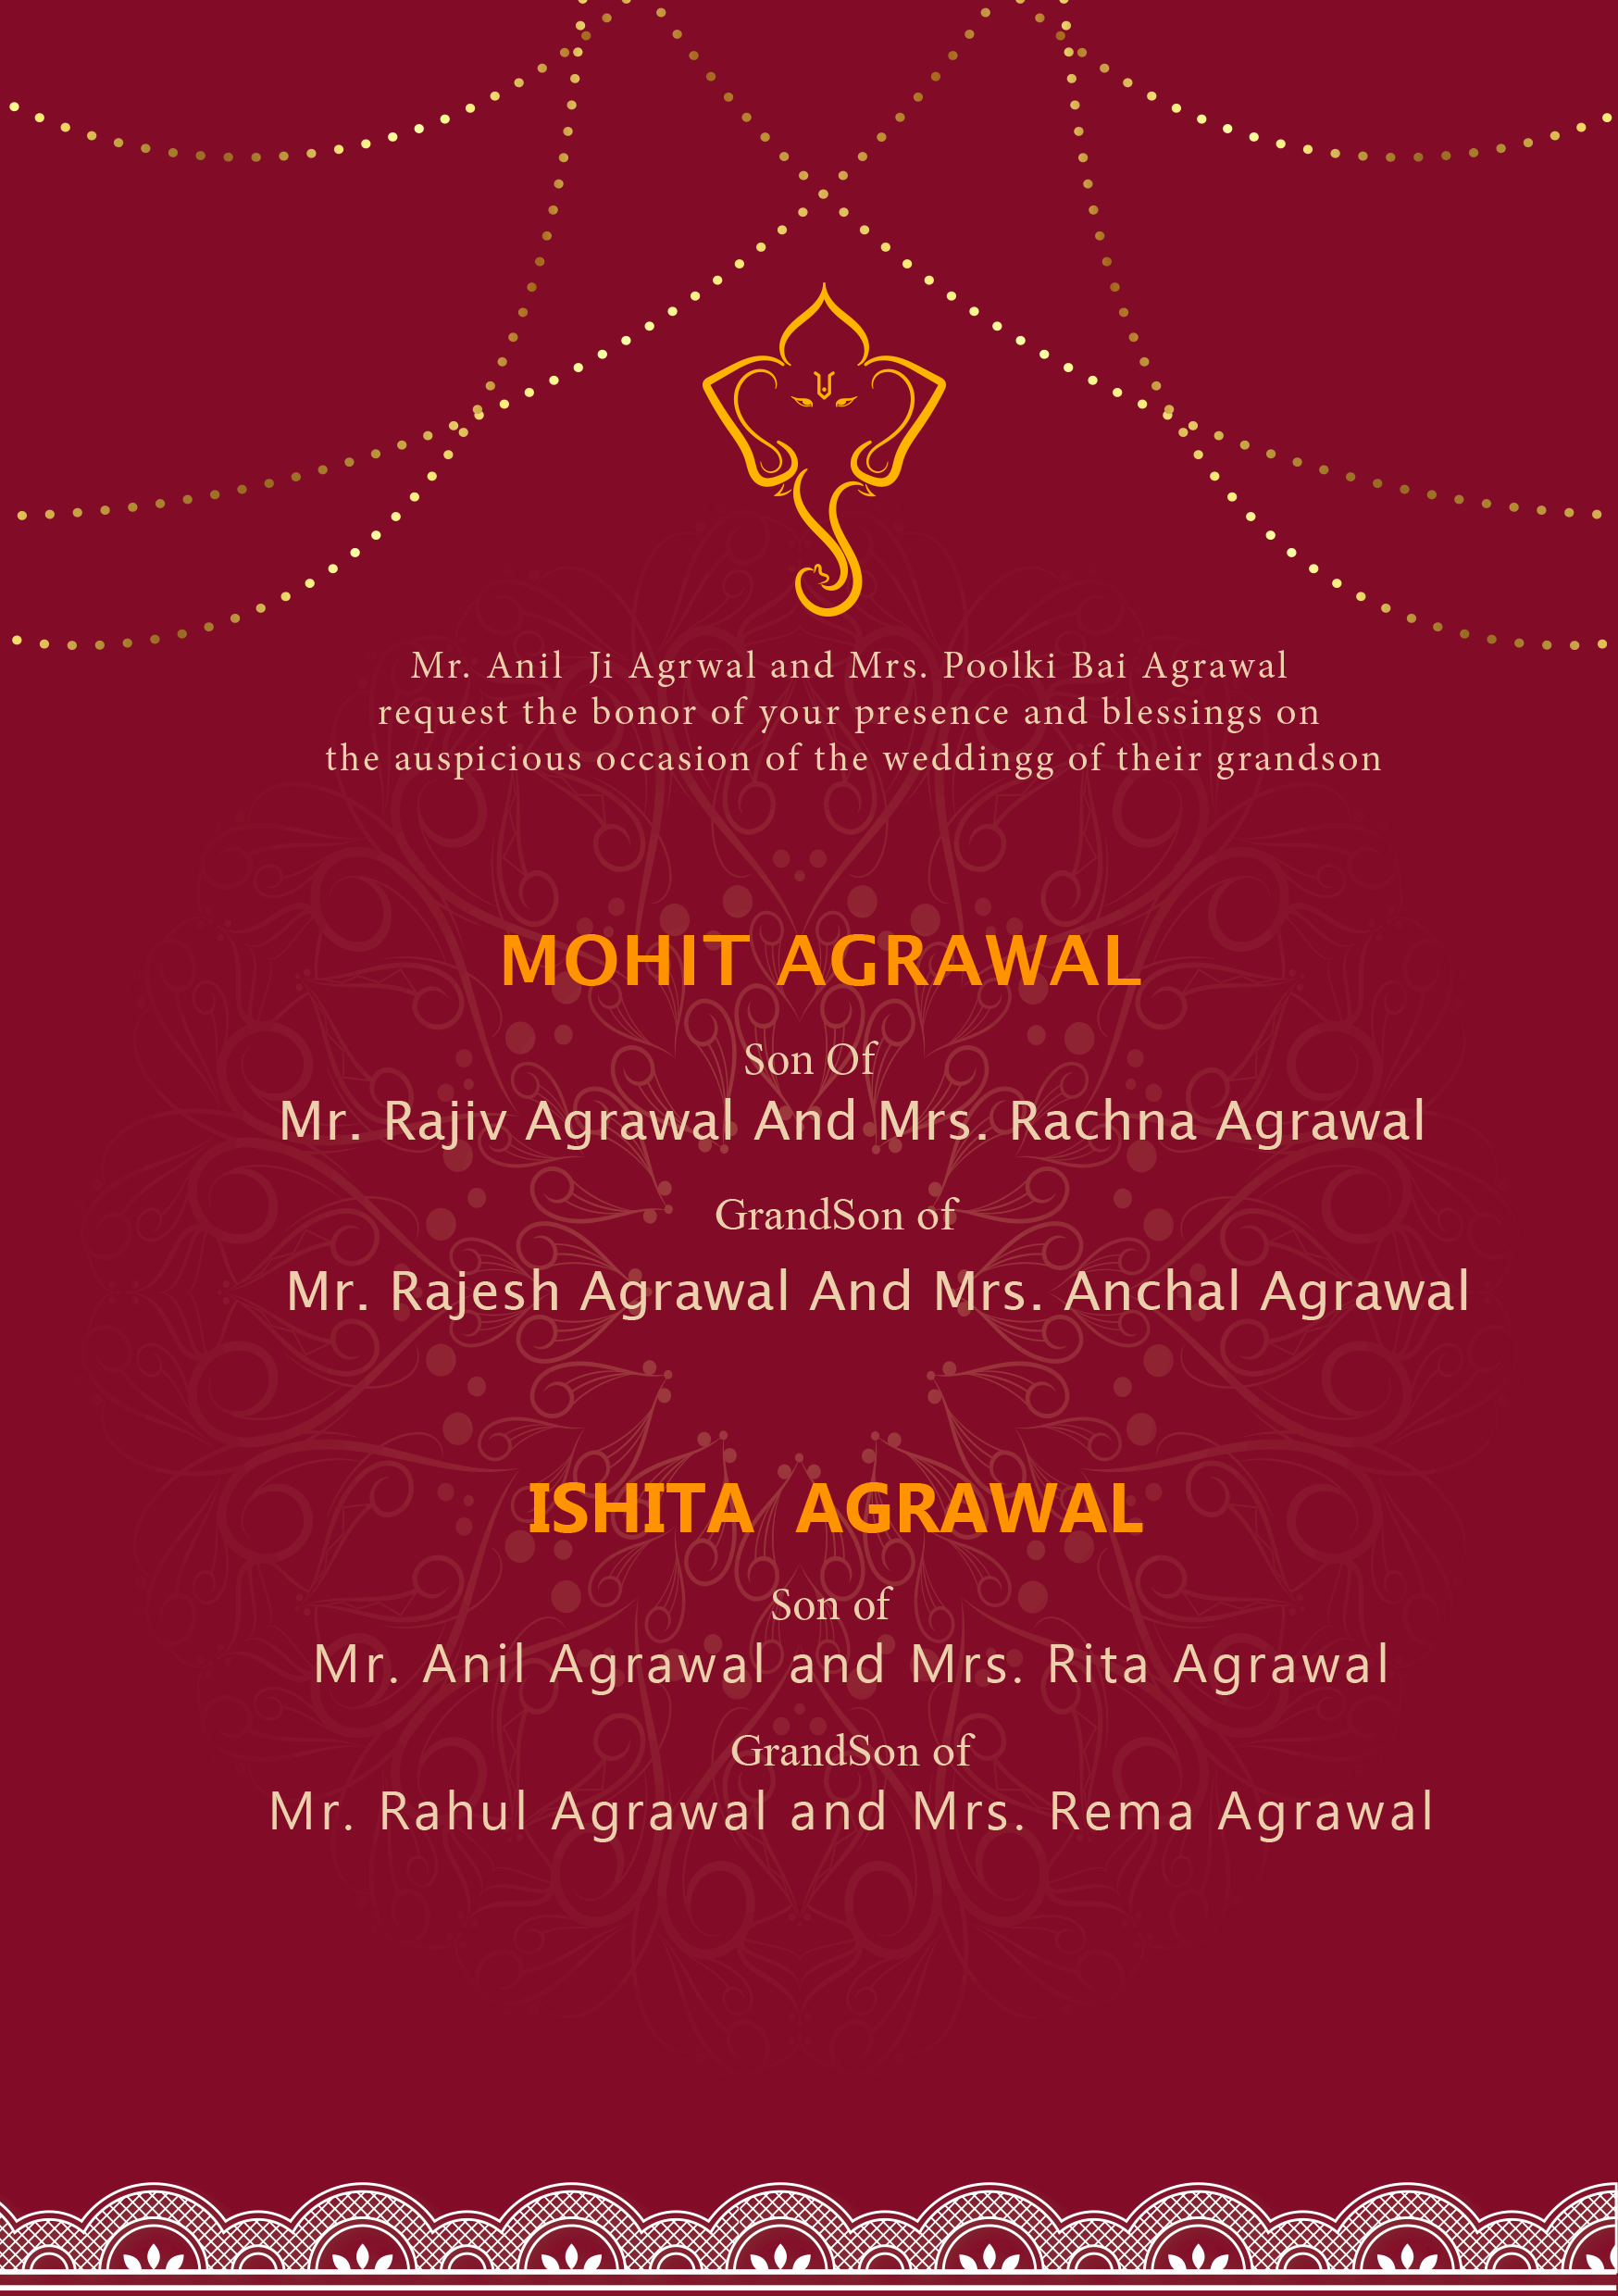 Mr. Anil Ji Agrwal and Mrs. Poolki Bai Agrawal
request the bonor of your presence and blessings on
the auspicious occasion of the weddingg of their grandson
MOHIT AGRAWAL
Son Of
Mr. Rajiv Agrawal And Mrs. Rachna Agrawal
GrandSon of
Mr. Rajesh Agrawal And Mrs. Anchal Agrawal
ISHITA AGRAWAL
Son of
Mr. Anil Agrawal and Mrs. Rita Agrawal
GrandSon of
Mr. Rahul Agrawal and Mrs. Rema Agrawal